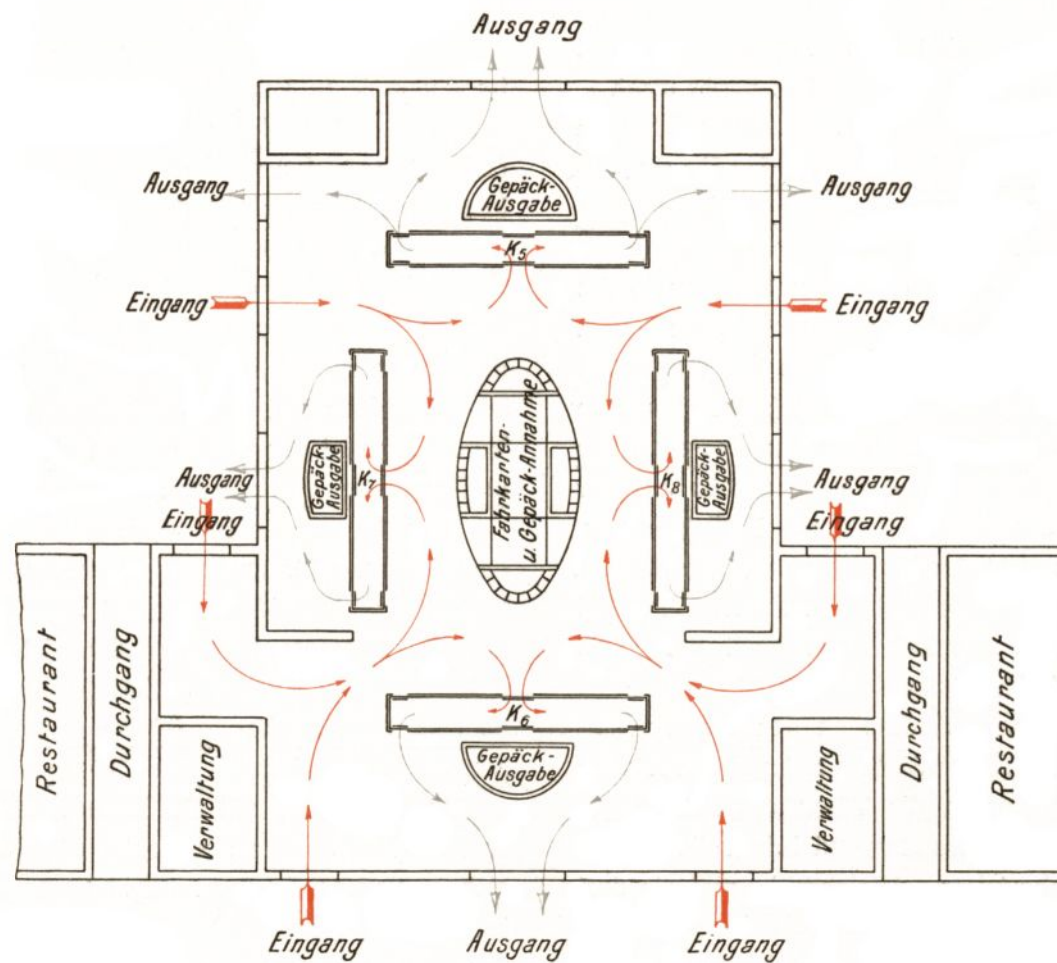 Ausgang
Ausgang
Gepäck-
Ausgabe
Ausgang
K5
Eingang
Eingang
Fahrkarten-
u. Gepäck-Annahme
Gepäck-
Ausgabe
K7
K8
Gepäck-
Ausgabe
Ausgang
Eingang
Ausgang
Eingang
Restaurant
Durchgang
Verwaltung
K6
Gepäck-
Ausgabe
Verwaltung
Durchgang
Restaurant
Eingang
Ausgang
Eingang